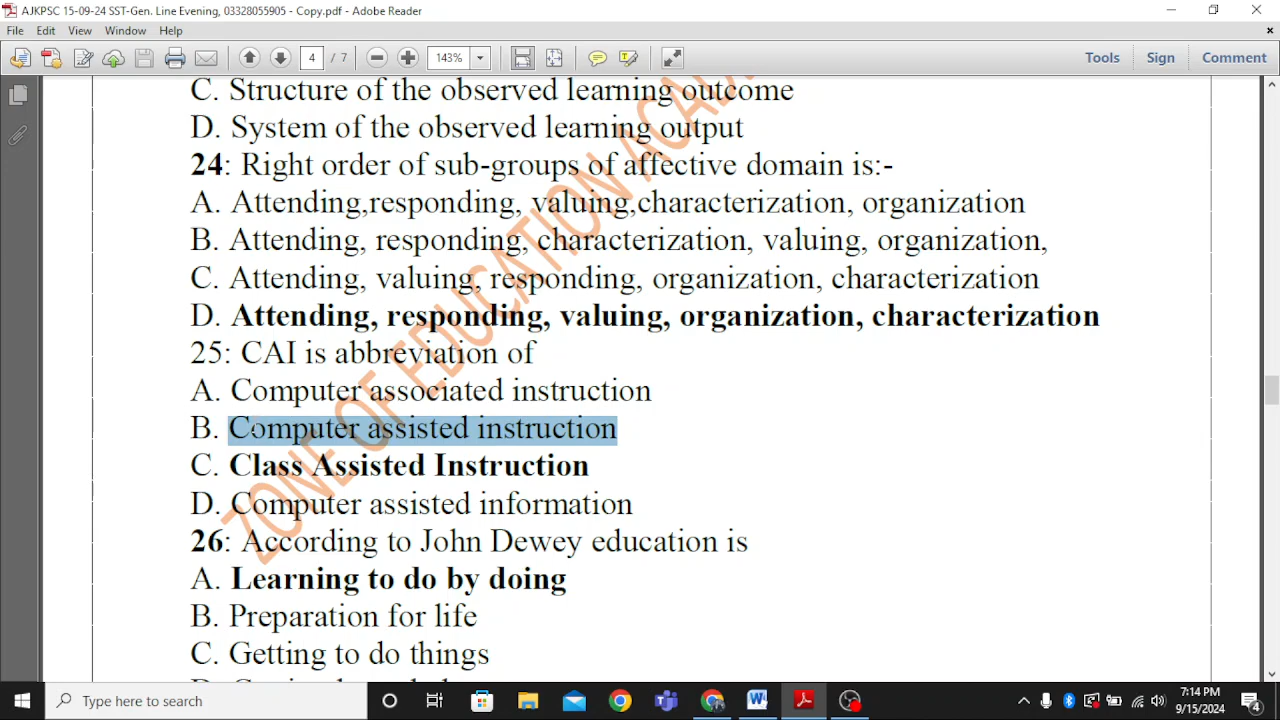 AJKPSC 15-09-24 SST-Gen. Line Evening, 03328055905 - Copy.pdf - Adobe Reader
File Edit View Window Help
4 / 7 143% Tools Sign Comment
C. Structure of the observed learning outcome
D. System of the observed learning output
24: Right order of sub-groups of affective domain is:-
A. Attending,responding, valuing,characterization, organization
B. Attending, responding, characterization, valuing, organization,
C. Attending, valuing, responding, organization, characterization
D. Attending, responding, valuing, organization, characterization
25: CAI is abbreviation of
A. Computer associated instruction
B. Computer assisted instruction
C. Class Assisted Instruction
D. Computer assisted information
26: According to John Dewey education is
A. Learning to do by doing
B. Preparation for life
C. Getting to do things
ZONE OF EDUCATION ACAD
Type here to search
7:14 PM
9/15/2024
4